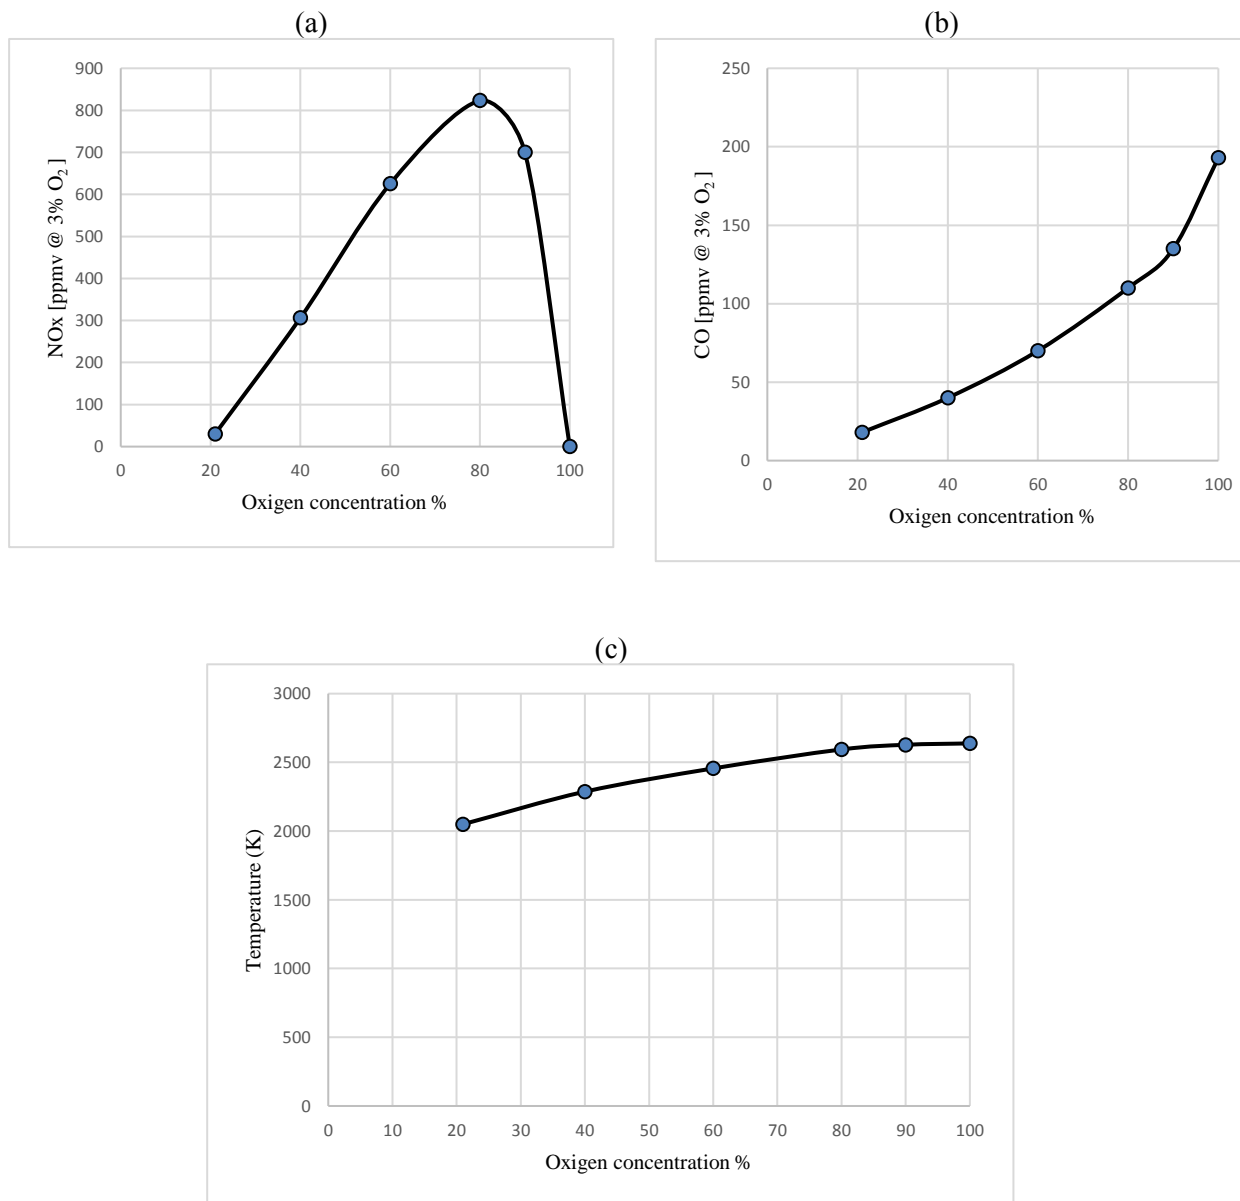 (a)
900
800
700
600
500
400
300
200
100
0
0 20 40 60 80 100
NOx [ppmv @ 3% O₂]
Oxigen concentration %
(b)
250
200
150
100
50
0
0 20 40 60 80 100
CO [ppmv @ 3% O₂]
Oxigen concentration %
(c)
3000
2500
2000
1500
1000
500
0
0 10 20 30 40 50 60 70 80 90 100
Temperature (K)
Oxigen concentration %